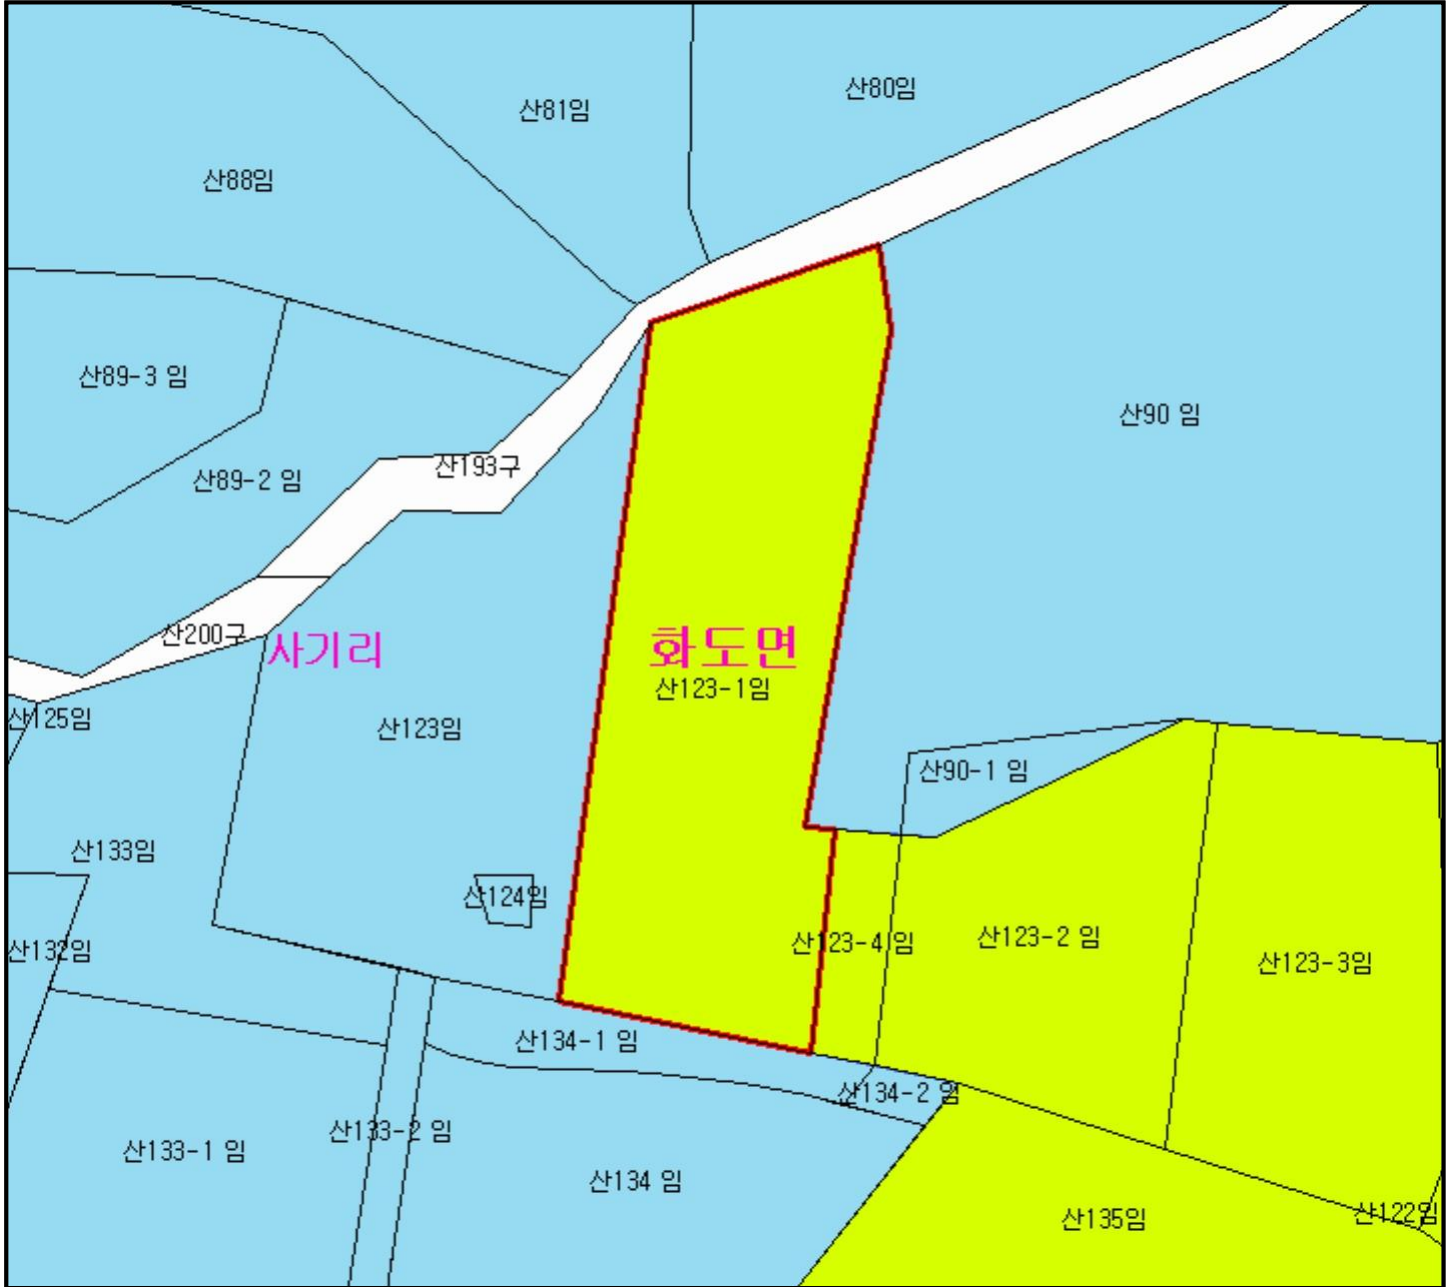 산80임
산81임
산88임
산89-3 임
산90 임
산193구
산89-2 임
산200구
사기리
화도면
산123-1임
산125임
산123임
산90-1 임
산133임
산124임
산132임
산123-4 임
산123-2 임
산123-3임
산134-1 임
산134-2 임
산133-2 임
산133-1 임
산134 임
산135임
산122임